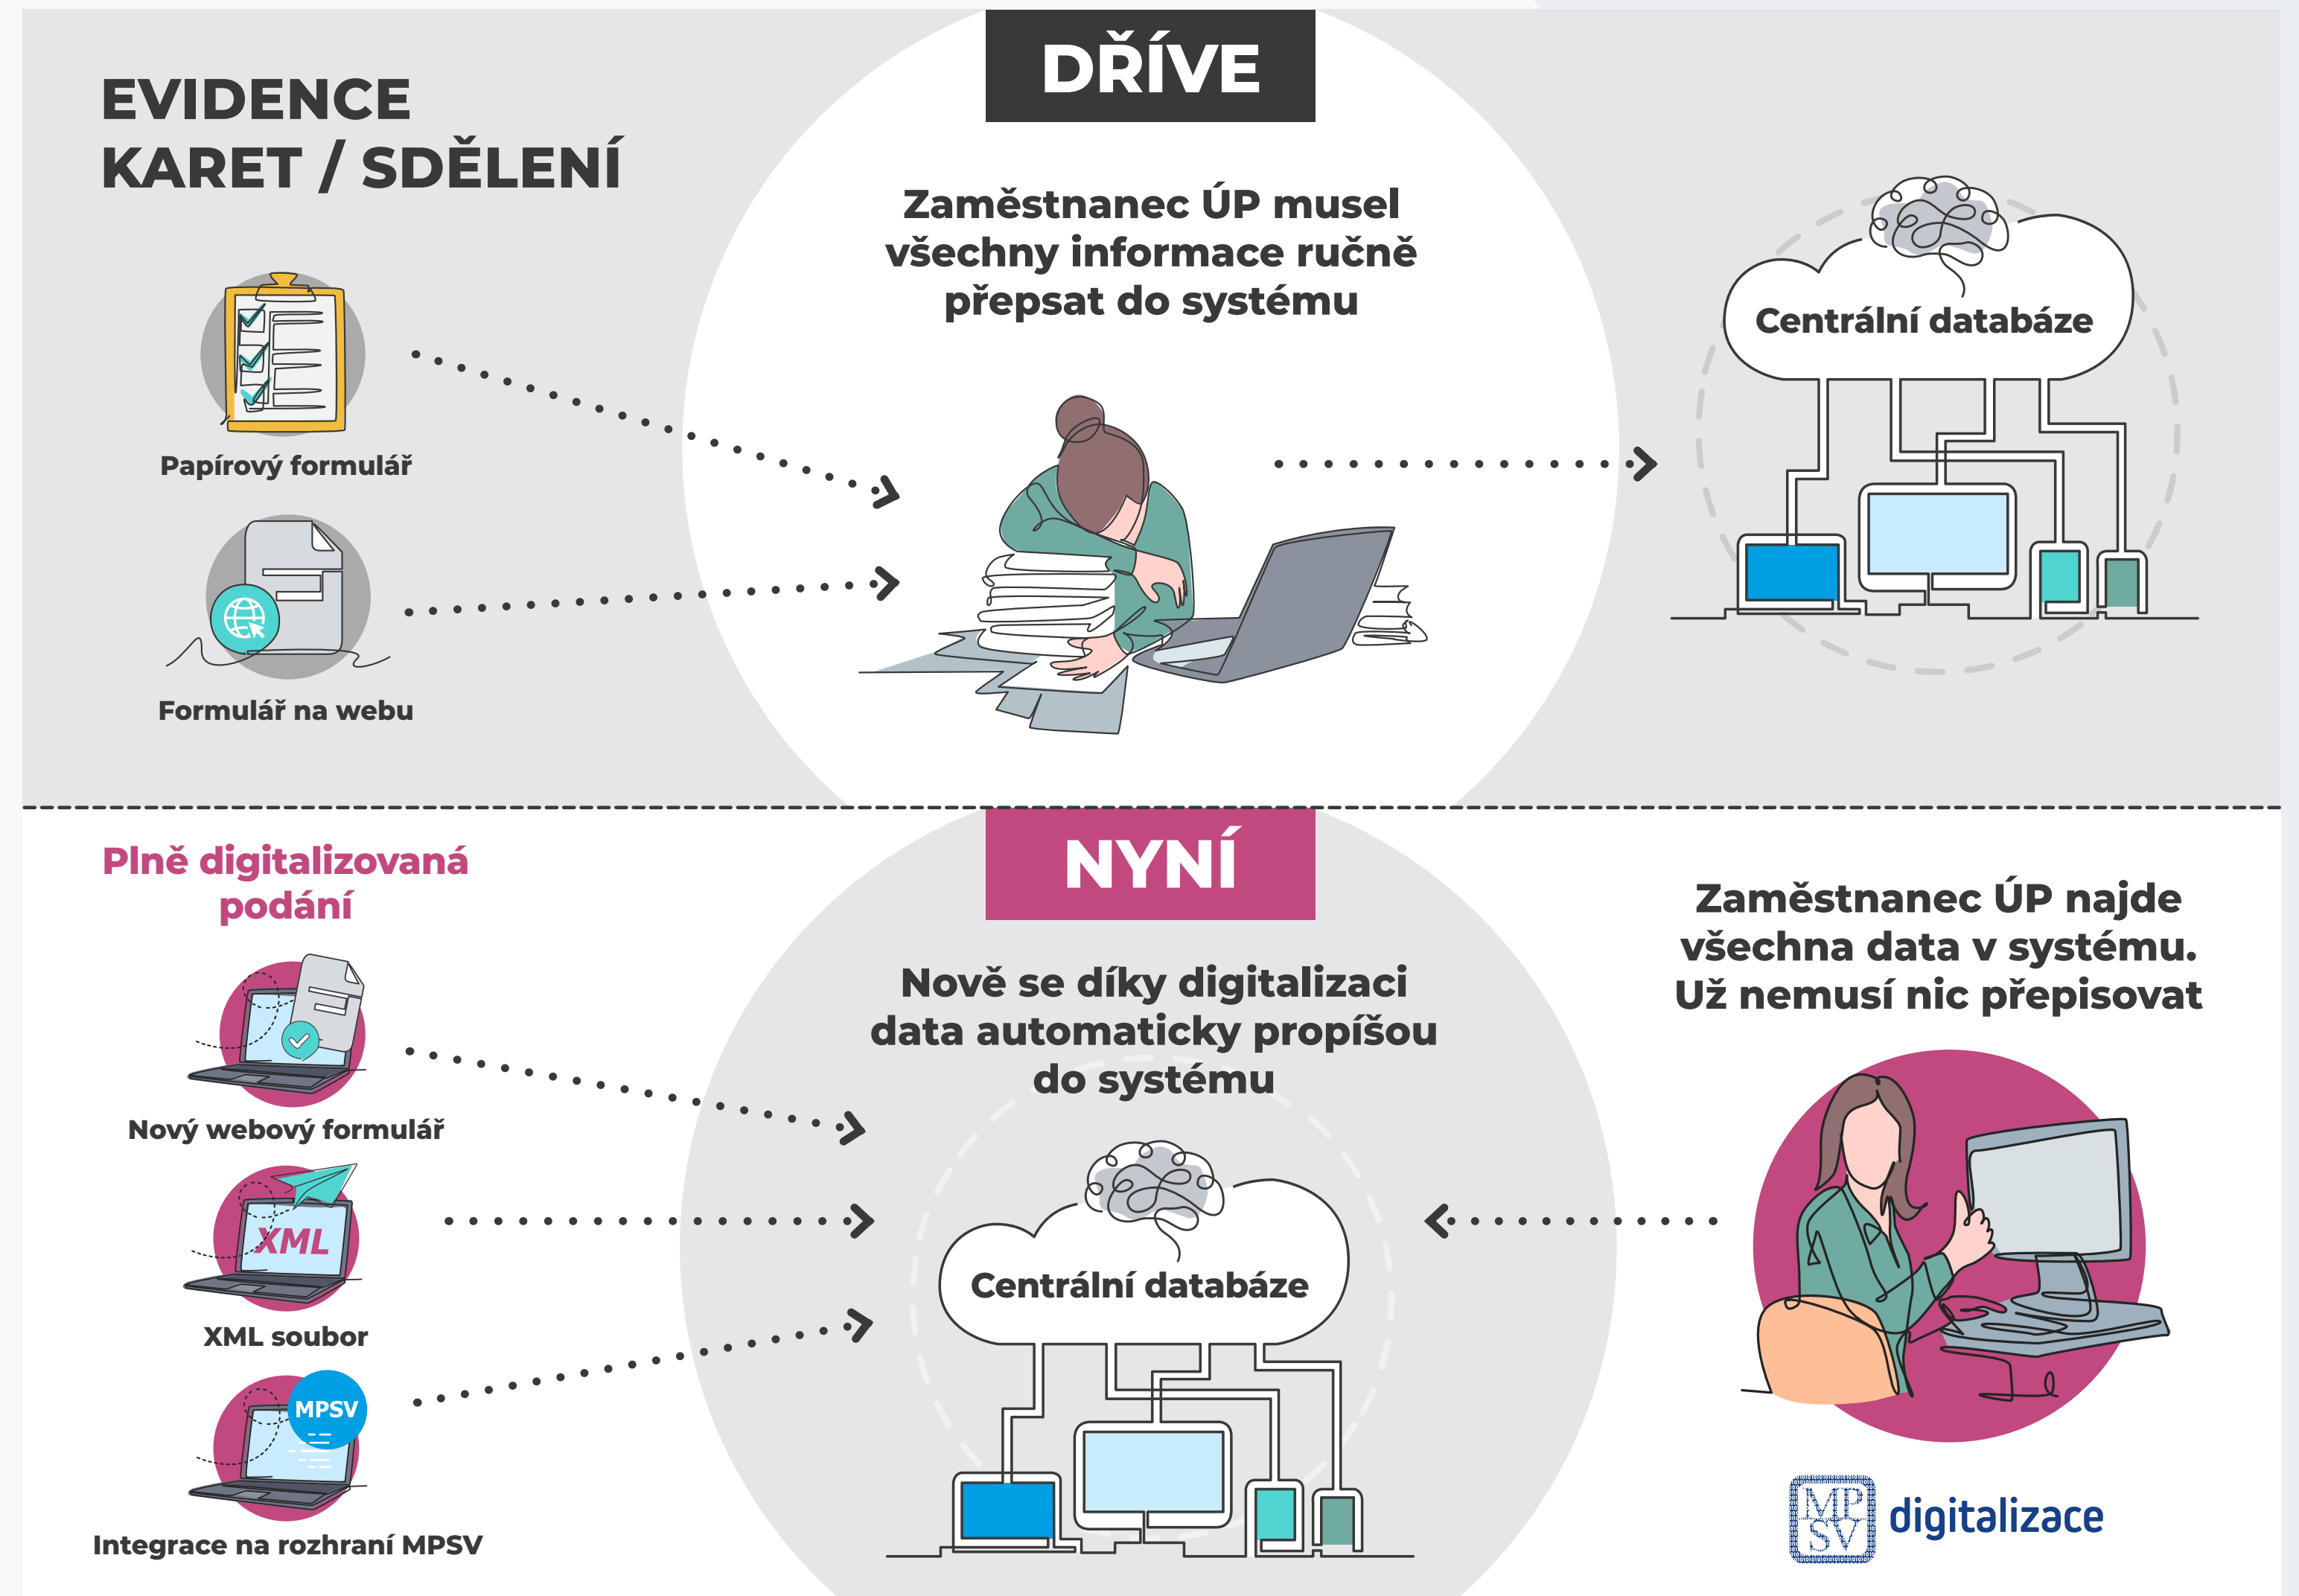 EVIDENCE
KARET / SDĚLENÍ
DŘÍVE
Zaměstnanec ÚP musel
všechny informace ručně
přepsat do systému
Centrální databáze
Papírový formulář
Formulář na webu
NYNÍ
Plně digitalizovaná
podání
Nový webový formulář
XML
XML soubor
MPSV
Integrace na rozhraní MPSV
Nově se díky digitalizaci
data automaticky propíšou
do systému
Centrální databáze
Zaměstnanec ÚP najde
všechna data v systému.
Už nemusí nic přepisovat
MP
SV
digitalizace